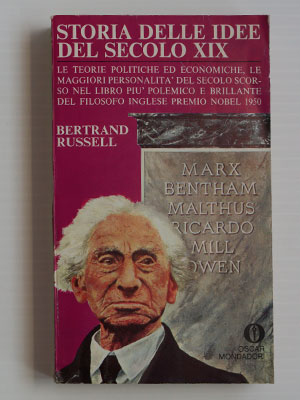 STORIA DELLE IDEE
DEL SECOLO XIX
LE TEORIE POLITICHE ED ECONOMICHE, LE
MAGGIORI PERSONALITA' DEL SECOLO SCOR-
SO NEL LIBRO PIU' POLEMICO E BRILLANTE
DEL FILOSOFO INGLESE PREMIO NOBEL 1950
BERTRAND
RUSSELL
MARX
BENTHAM
MALTHUS
RICARDO
MILL
OWEN
OSCAR
MONDADORI